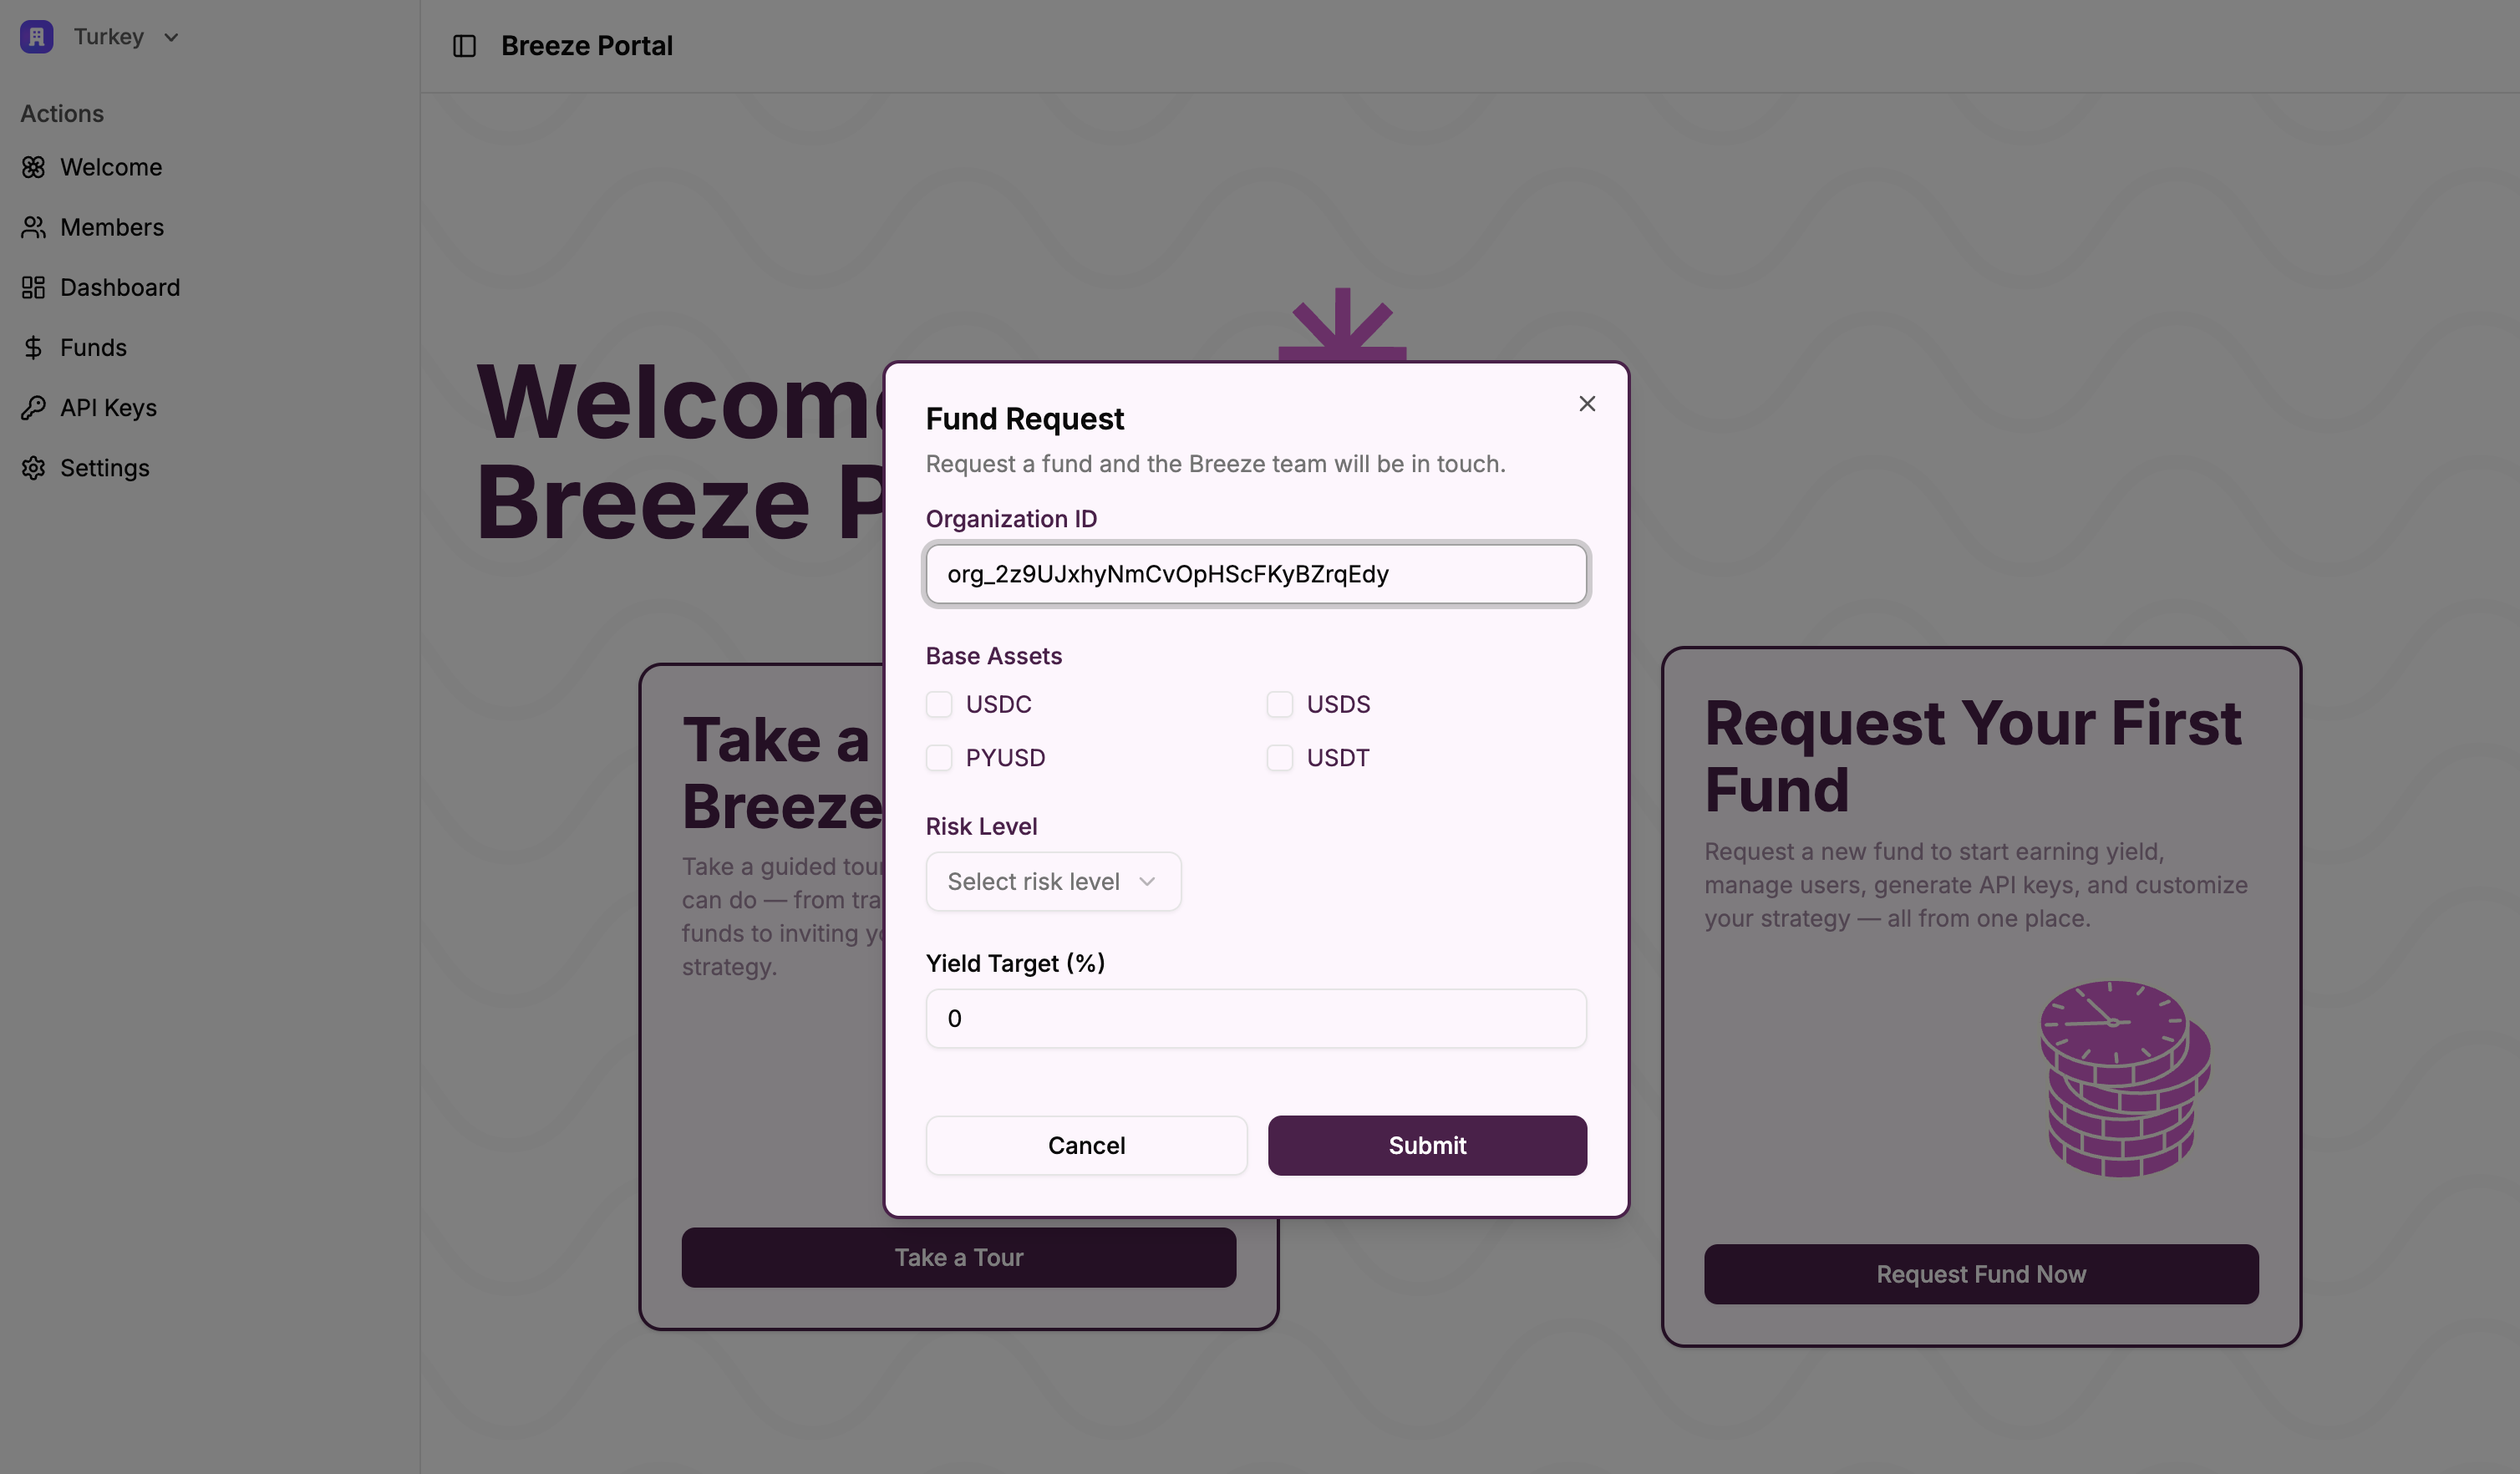 Turkey
Actions
Welcome
Members
Dashboard
Funds
API Keys
Settings
Breeze Portal
Welcome
Breeze P
Fund Request
Request a fund and the Breeze team will be in touch.
Organization ID
org_2z9UJxhyNmCvOpHScFKyBZrqEdy
Base Assets
USDC
USDS
PYUSD
USDT
Risk Level
Select risk level
Yield Target (%)
0
Cancel
Submit
Take a
Breeze
Take a guided tour
can do — from tra
funds to inviting yo
strategy.
Take a Tour
Request Your First
Fund
Request a new fund to start earning yield,
manage users, generate API keys, and customize
your strategy — all from one place.
Request Fund Now